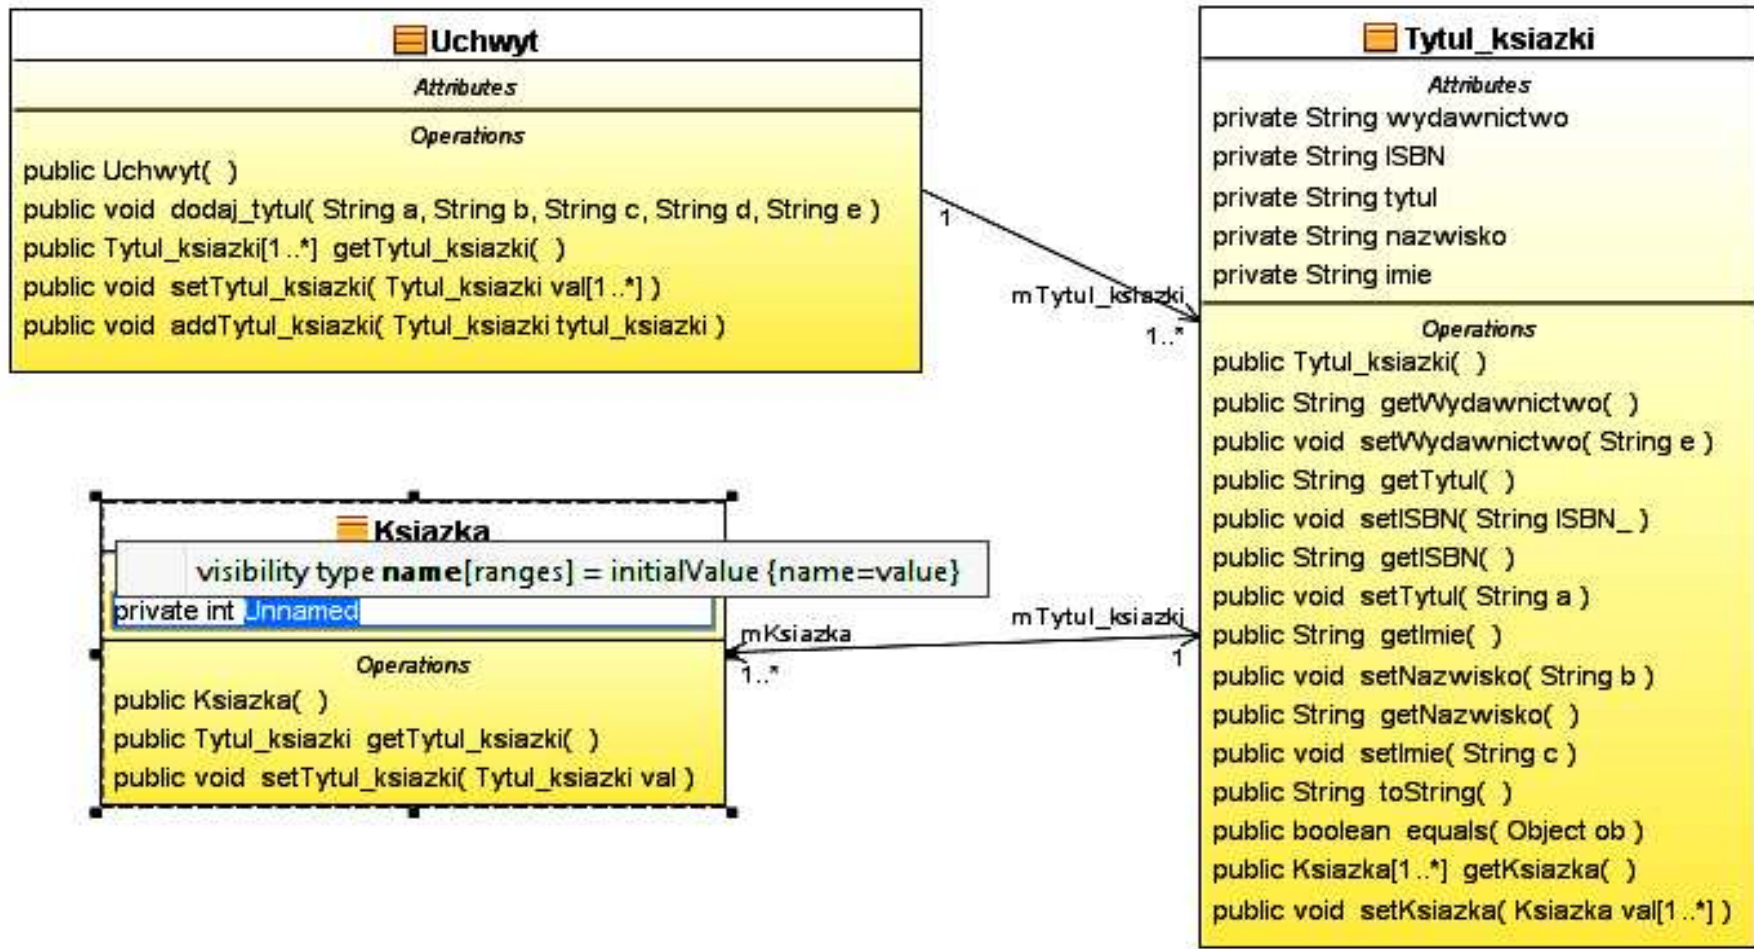 Uchwyt
Attributes
Operations
public Uchwyt( )
public void dodaj_tytul( String a, String b, String c, String d, String e )
public Tytul_ksiazki[1..*] getTytul_ksiazki( )
public void setTytul_ksiazki( Tytul_ksiazki val[1..*] )
public void addTytul_ksiazki( Tytul_ksiazki tytul_ksiazki )
1
mTytul_ksiazki
1..*
Tytul_ksiazki
Attributes
private String wydawnictwo
private String ISBN
private String tytul
private String nazwisko
private String imie
Operations
public Tytul_ksiazki( )
public String getWydawnictwo( )
public void setWydawnictwo( String e )
public String getTytul( )
public void setISBN( String ISBN_ )
public String getISBN( )
public void setTytul( String a )
public String getImie( )
public void setNazwisko( String b )
public String getNazwisko( )
public void setImie( String c )
public String toString( )
public boolean equals( Object ob )
public Ksiazka[1..*] getKsiazka( )
public void setKsiazka( Ksiazka val[1..*] )
Ksiazka
visibility type name[ranges] = initialValue {name=value}
private int Unnamed
Operations
public Ksiazka( )
public Tytul_ksiazki getTytul_ksiazki( )
public void setTytul_ksiazki( Tytul_ksiazki val )
mKsiazka
1..*
mTytul_ksiazki
1